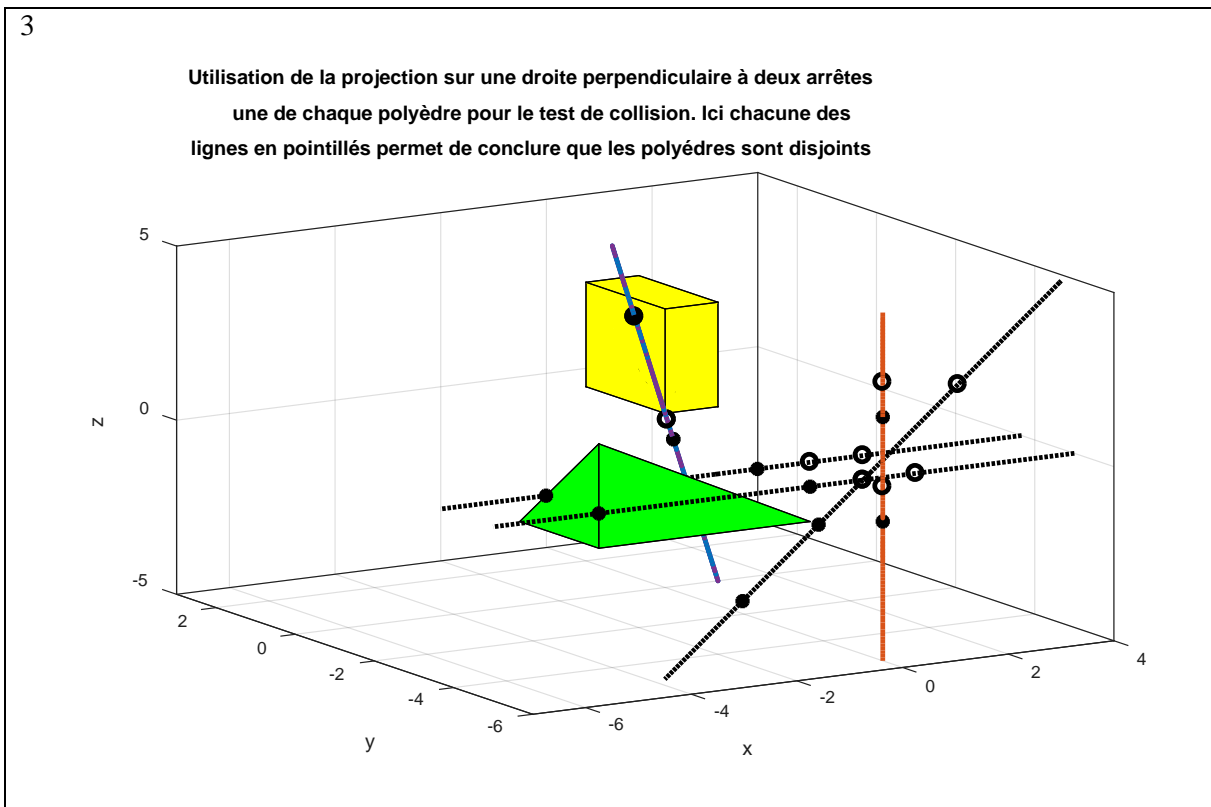 3
Utilisation de la projection sur une droite perpendiculaire à deux arrêtes
une de chaque polyèdre pour le test de collision. Ici chacune des
lignes en pointillés permet de conclure que les polyédres sont disjoints
5
0
-5
z
2
0
-2
-4
-6
y
-6
-4
-2
0
2
4
x